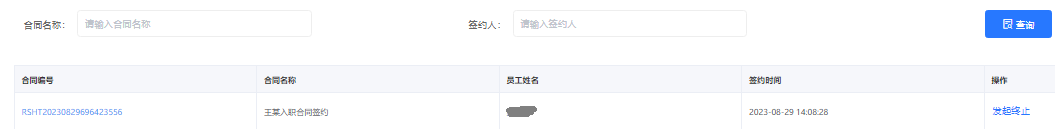 合同名称： 请输入合同名称 签约人： 请输入签约人 查询
合同编号 合同名称 员工姓名 签约时间 操作
RSHT20230829696423556 王某入职合同签约 2023-08-29 14:08:28 发起终止